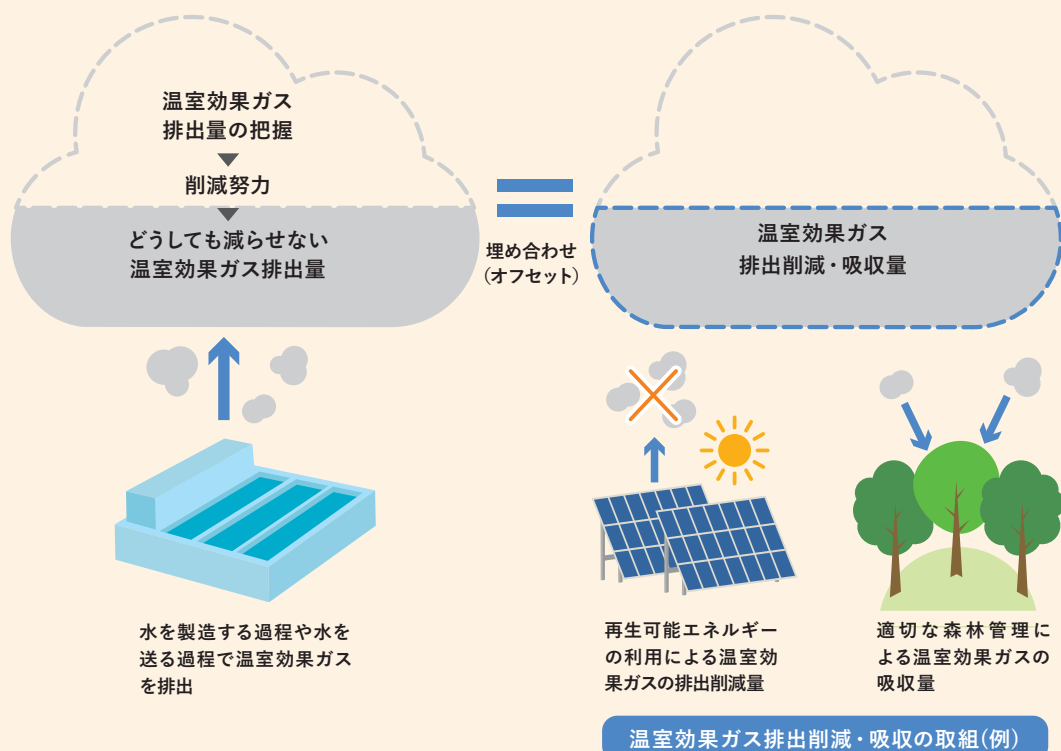 温室効果ガス
排出量の把握
削減努力
どうしても減らせない
温室効果ガス排出量
埋め合わせ
(オフセット)
温室効果ガス
排出削減・吸収量
水を製造する過程や水を
送る過程で温室効果ガス
を排出
再生可能エネルギー
の利用による温室効
果ガスの排出削減量
適切な森林管理に
よる温室効果ガスの
吸収量
温室効果ガス排出削減・吸収の取組(例)